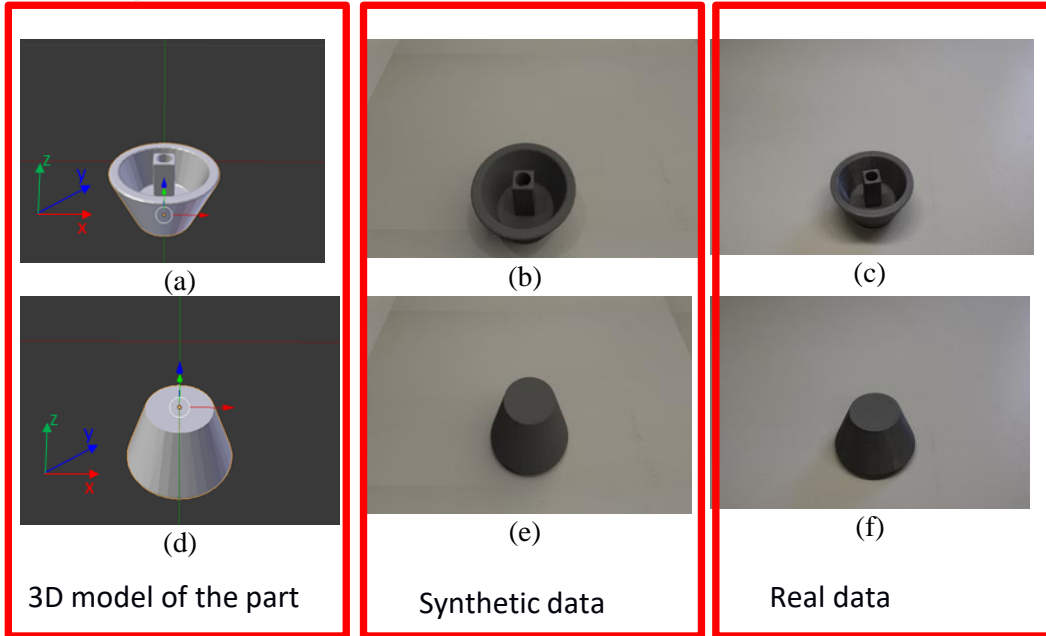 z
y
x
(a)
(b)
(c)
z
y
x
(d)
(e)
(f)
3D model of the part
Synthetic data
Real data